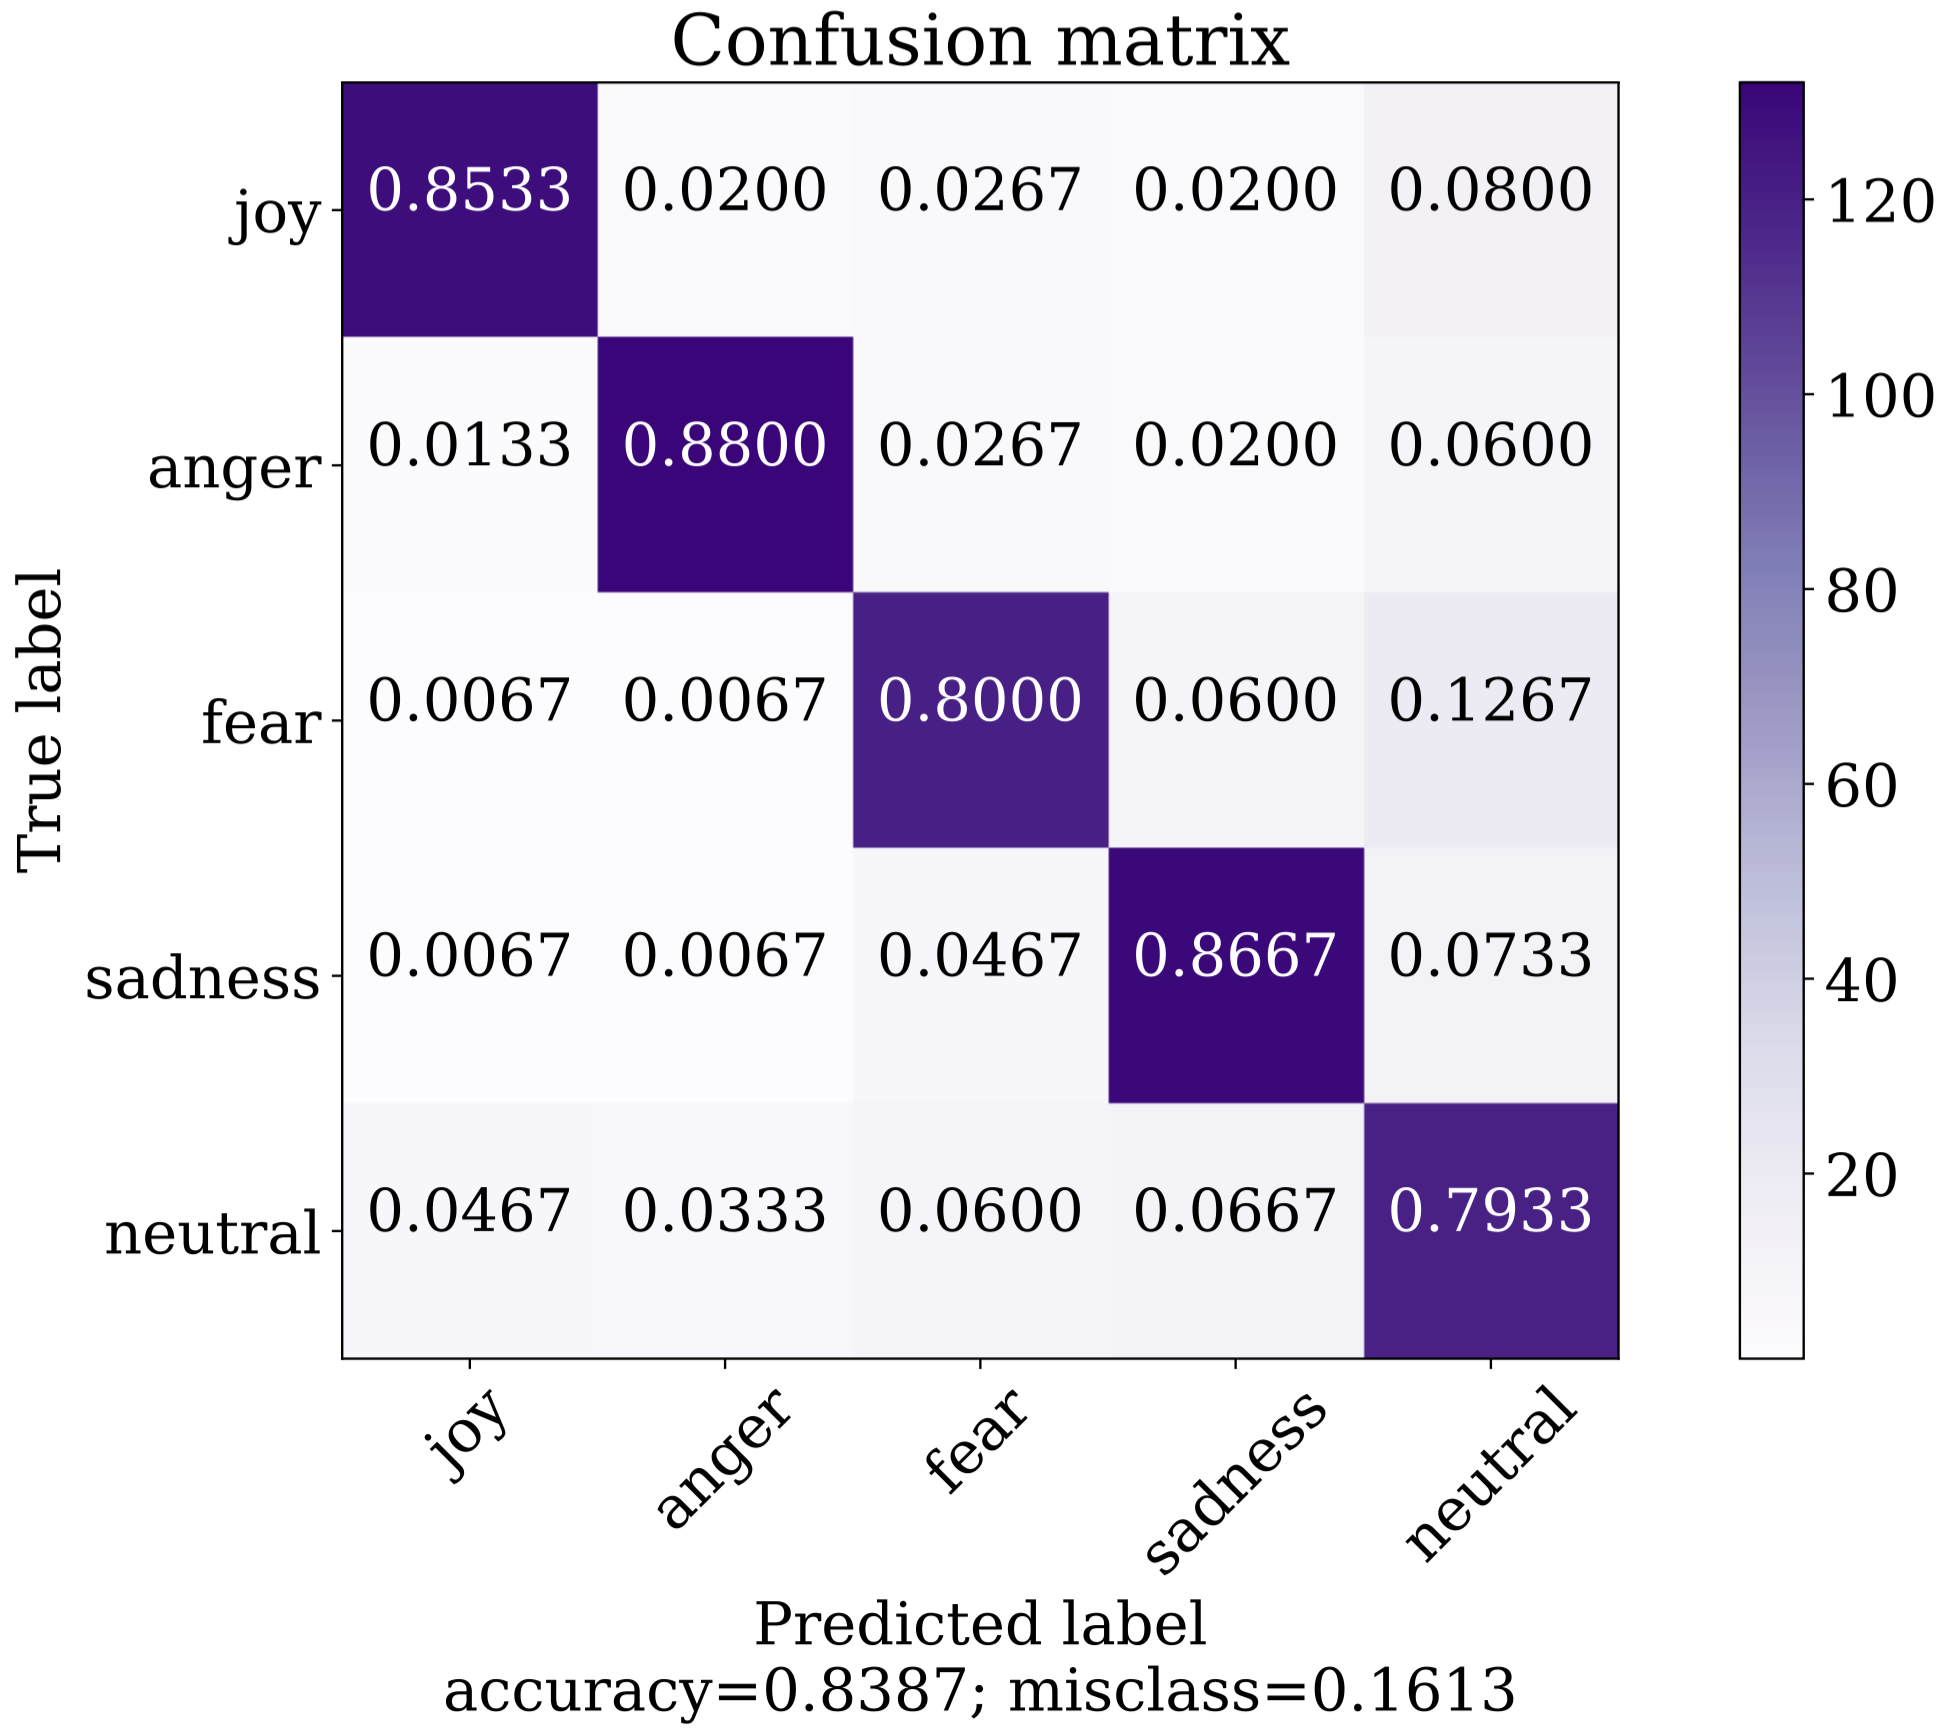 Confusion matrix
joy 0.8533 0.0200 0.0267 0.0200 0.0800
anger 0.0133 0.8800 0.0267 0.0200 0.0600
fear 0.0067 0.0067 0.8000 0.0600 0.1267
sadness 0.0067 0.0067 0.0467 0.8667 0.0733
neutral 0.0467 0.0333 0.0600 0.0667 0.7933
True label
joy anger fear sadness neutral
Predicted label
accuracy=0.8387; misclass=0.1613
120
100
80
60
40
20